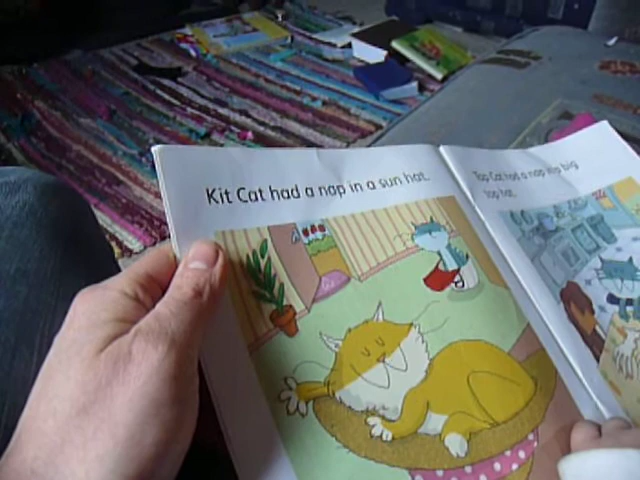 Kit Cat had a nap in a sun hat.
Top Cat had a nap in a big
top hat.